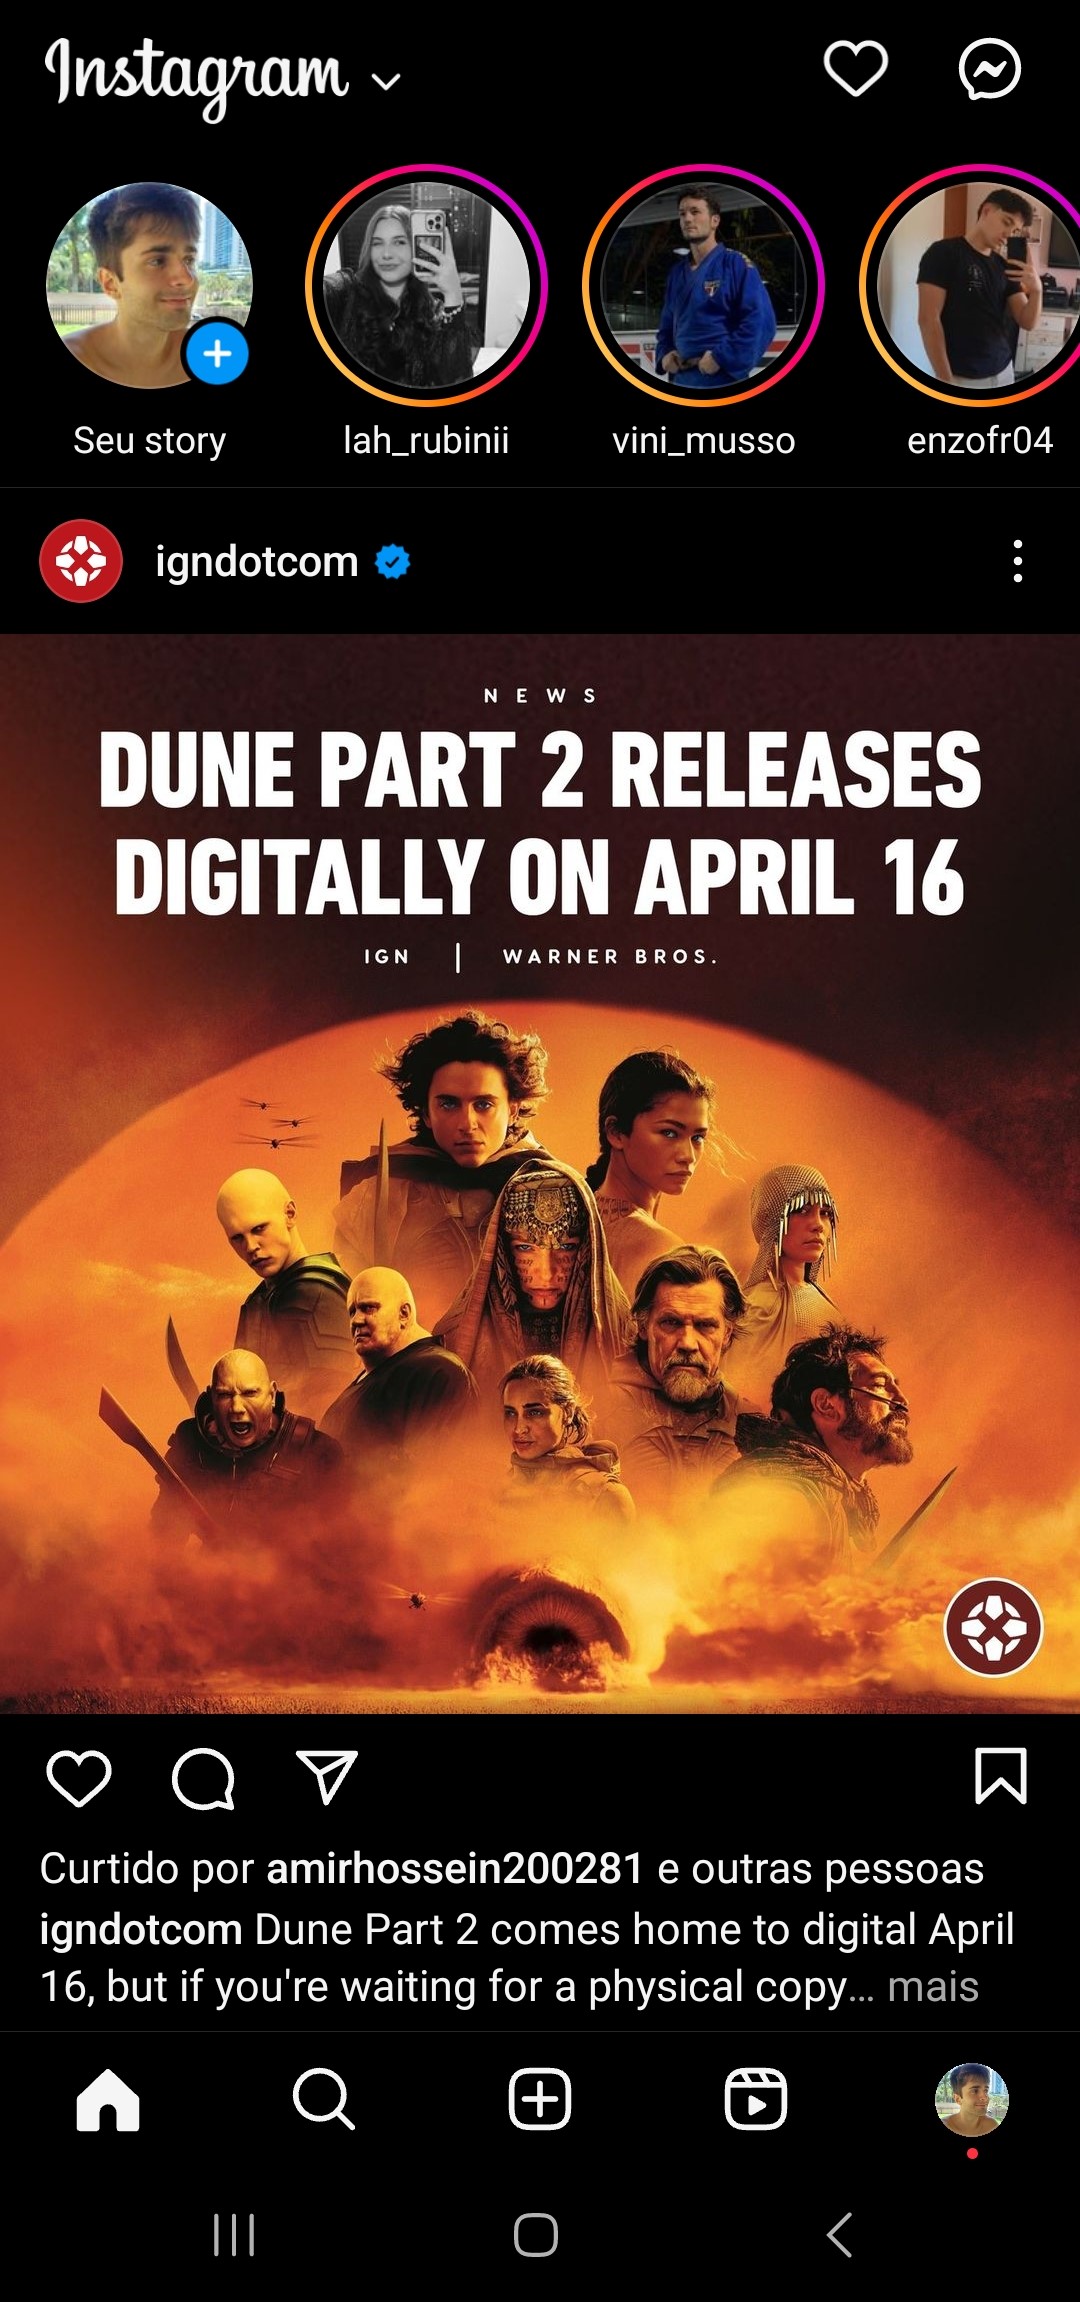 Instagram
Seu story
lah_rubinii
vini_musso
enzofr04
igndotcom
NEWS
DUNE PART 2 RELEASES
DIGITALLY ON APRIL 16
IGN | WARNER BROS.
Curtido por amirhossein200281 e outras pessoas
igndotcom Dune Part 2 comes home to digital April
16, but if you're waiting for a physical copy… mais